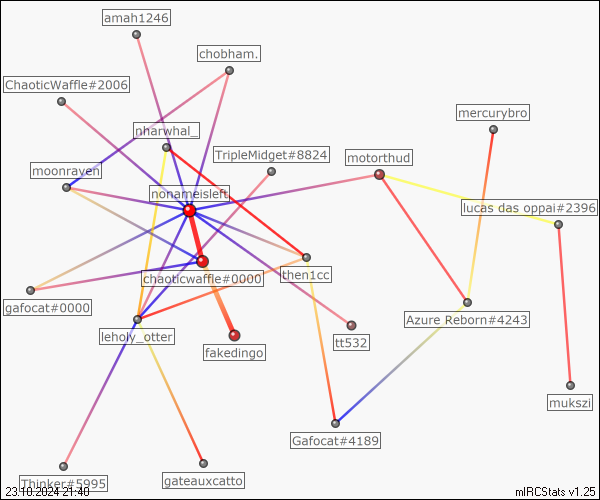 amah1246
chobham.
ChaoticWaffle#2006
mercurybro
nharwhal_
TripleMidget#8824
motorthud
moonraven
nonameisleft
lucas das oppai#2396
chaoticwaffle#0000
then1cc
gafocat#0000
Azure Reborn#4243
leholy_otter
tt532
fakedingo
mukszi
Gafocat#4189
Thinker#5995
gateauxcatto
23.10.2024 21:40
mIRCStats v1.25